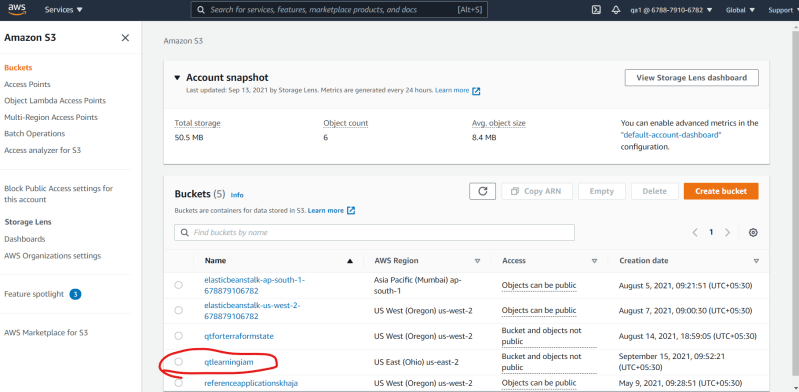 aws
Services ▼
Search for services, features, marketplace products, and docs
[Alt+S]
qa1 @ 6788-7910-6782 ▼
Global ▼
Support
Amazon S3
Buckets
Access Points
Object Lambda Access Points
Multi-Region Access Points
Batch Operations
Access analyzer for S3
Block Public Access settings for
this account
Storage Lens
Dashboards
AWS Organizations settings
Feature spotlight 3
AWS Marketplace for S3
Amazon S3
Account snapshot
Last updated: Sep 13, 2021 by Storage Lens. Metrics are generated every 24 hours. Learn more
View Storage Lens dashboard
Total storage
50.5 MB
Object count
6
Avg. object size
8.4 MB
You can enable advanced metrics in the
"default-account-dashboard"
configuration.
Buckets (5) Info
Buckets are containers for data stored in S3. Learn more
Copy ARN
Empty
Delete
Create bucket
Find buckets by name
1
Name
AWS Region
Access
Creation date
elasticbeanstalk-ap-south-1-
678879106782
Asia Pacific (Mumbai) ap-
south-1
Objects can be public
August 5, 2021, 09:21:51 (UTC+05:30)
elasticbeanstalk-us-west-2-
678879106782
US West (Oregon) us-west-2
Objects can be public
August 7, 2021, 09:00:30 (UTC+05:30)
qtforterraformstate
US West (Oregon) us-west-2
Bucket and objects not
public
August 14, 2021, 18:59:05 (UTC+05:30)
qtlearningiam
US East (Ohio) us-east-2
Bucket and objects not
public
September 15, 2021, 09:52:21
(UTC+05:30)
referenceapplicationskhaja
US West (Oregon) us-west-2
Objects can be public
May 9, 2021, 09:28:51 (UTC+05:30)